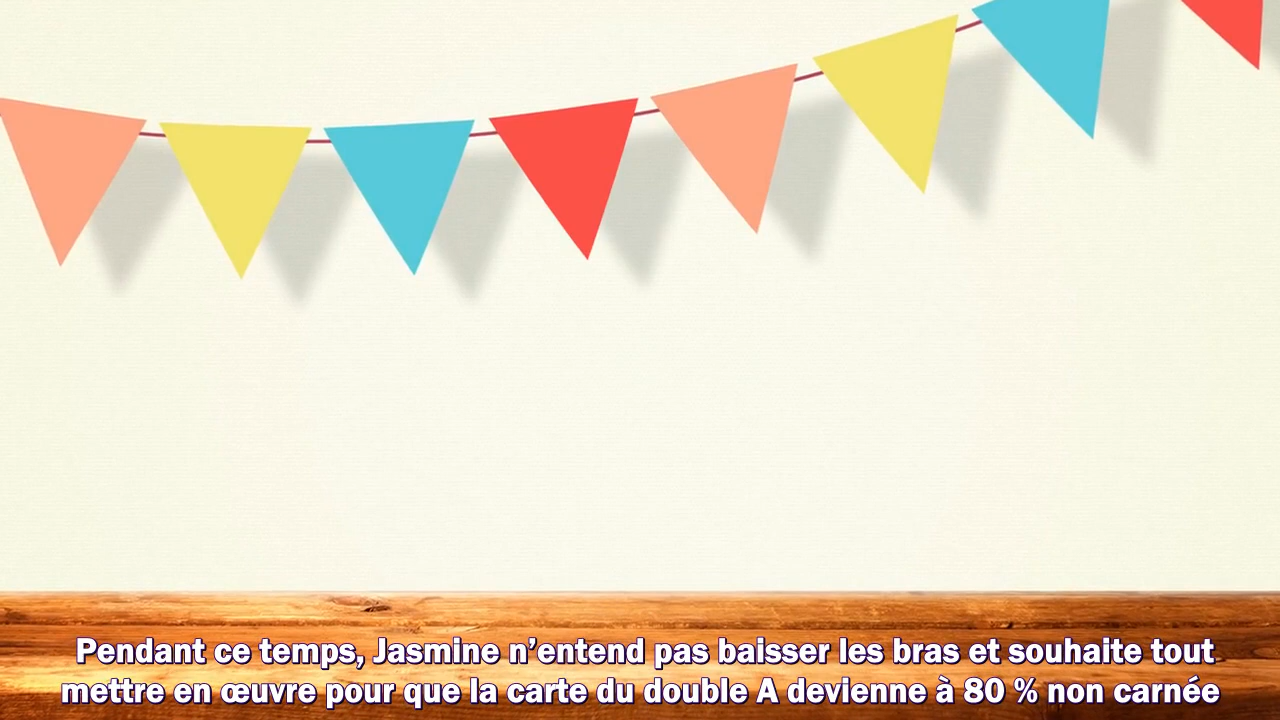 Pendant ce temps, Jasmine n’entend pas baisser les bras et souhaite tout
mettre en œuvre pour que la carte du double A devienne à 80 % non carnée